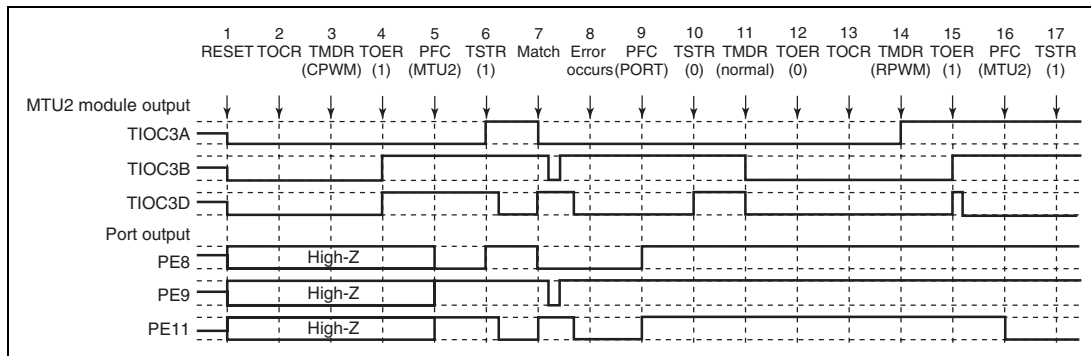 1 2 3 4 5 6 7 8 9 10 11 12 13 14 15 16 17
RESET TOCR TMDR TOER PFC TSTR Match Error PFC TSTR TMDR TOER TOCR TMDR TOER PFC TSTR
(CPWM) (1) (MTU2) (1) occurs (PORT) (0) (normal) (0) (RPWM) (1) (MTU2) (1)
MTU2 module output
TIOC3A
TIOC3B
TIOC3D
Port output
PE8 High-Z
PE9 High-Z
PE11 High-Z